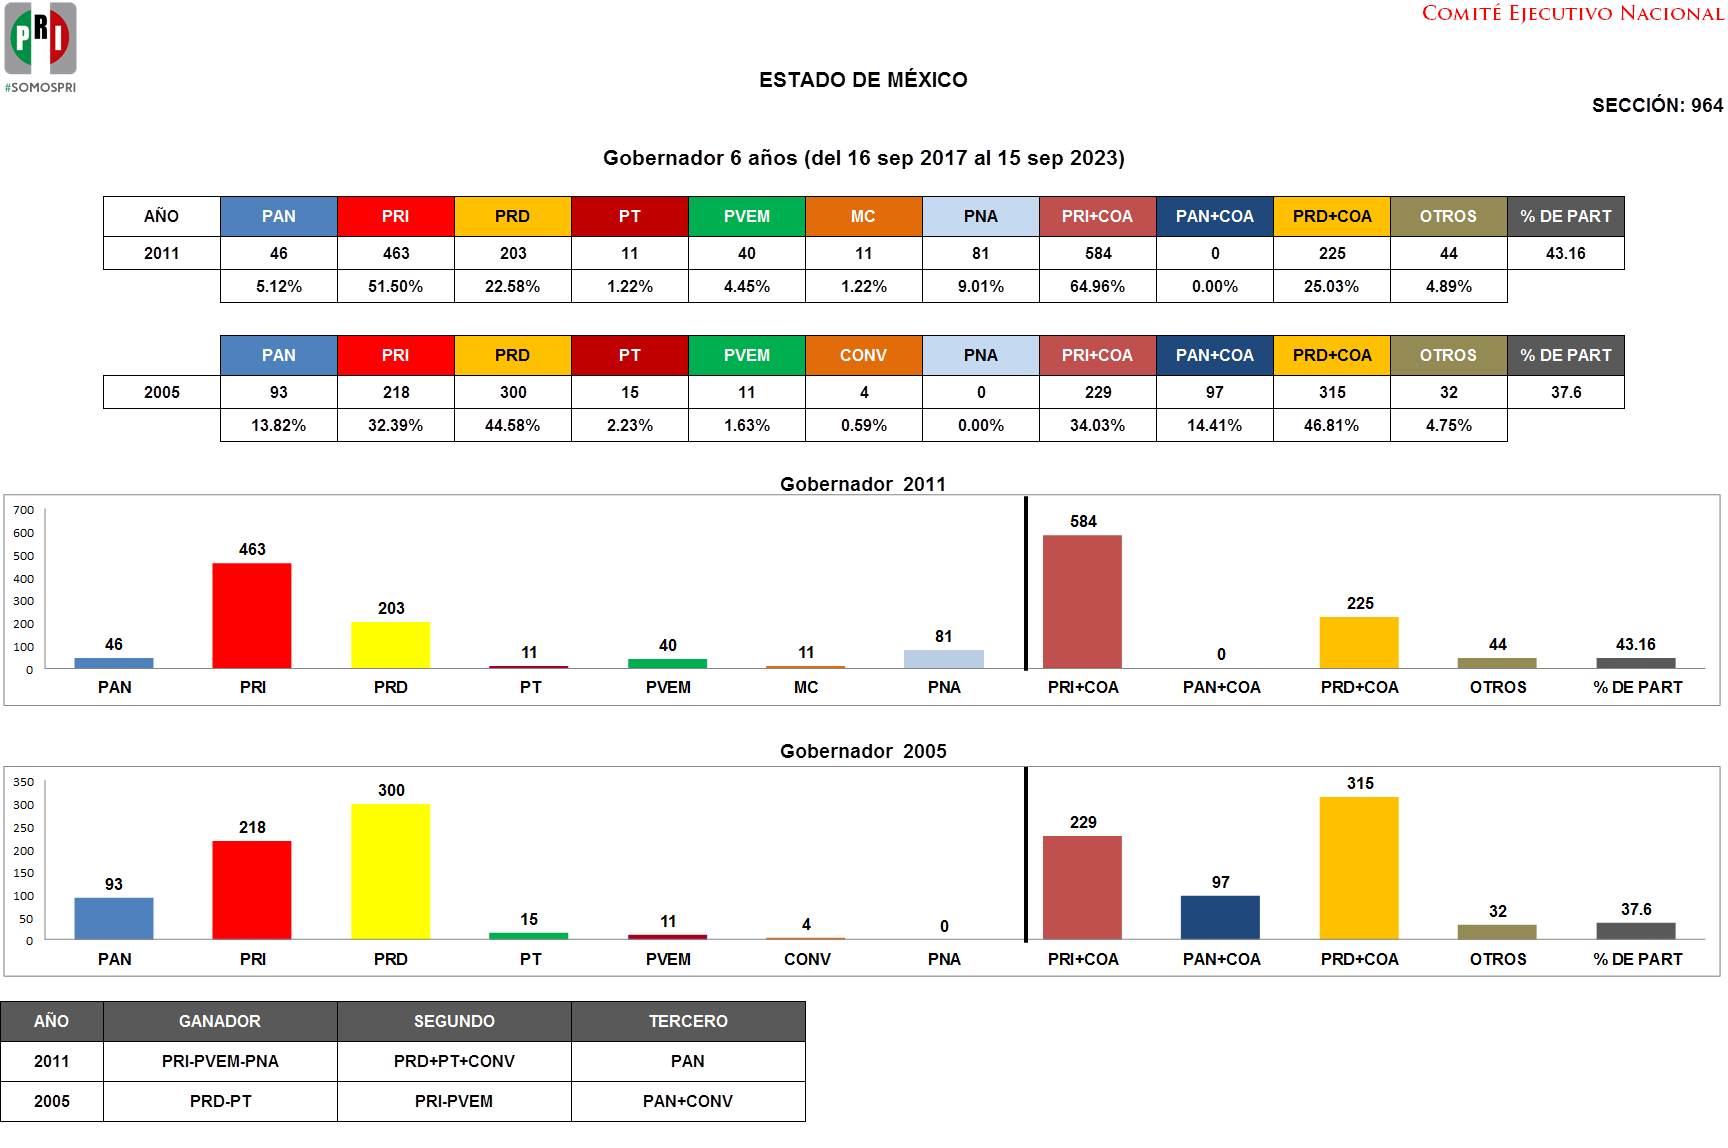 PRI
#SOMOSPRI
COMITÉ EJECUTIVO NACIONAL
ESTADO DE MÉXICO
SECCIÓN: 964
Gobernador 6 años (del 16 sep 2017 al 15 sep 2023)
AÑO PAN PRI PRD PT PVEM MC PNA PRI+COA PAN+COA PRD+COA OTROS % DE PART
2011 46 463 203 11 40 11 81 584 0 225 44 43.16
5.12% 51.50% 22.58% 1.22% 4.45% 1.22% 9.01% 64.96% 0.00% 25.03% 4.89%
PAN PRI PRD PT PVEM CONV PNA PRI+COA PAN+COA PRD+COA OTROS % DE PART
2005 93 218 300 15 11 4 0 229 97 315 32 37.6
13.82% 32.39% 44.58% 2.23% 1.63% 0.59% 0.00% 34.03% 14.41% 46.81% 4.75%
Gobernador 2011
700
600
500
400
300
200
100
0
46 463 203 11 40 11 81 584 0 225 44 43.16
PAN PRI PRD PT PVEM MC PNA PRI+COA PAN+COA PRD+COA OTROS % DE PART
Gobernador 2005
350
300
250
200
150
100
50
0
93 218 300 15 11 4 0 229 97 315 32 37.6
PAN PRI PRD PT PVEM CONV PNA PRI+COA PAN+COA PRD+COA OTROS % DE PART
AÑO GANADOR SEGUNDO TERCERO
2011 PRI-PVEM-PNA PRD+PT+CONV PAN
2005 PRD-PT PRI-PVEM PAN+CONV